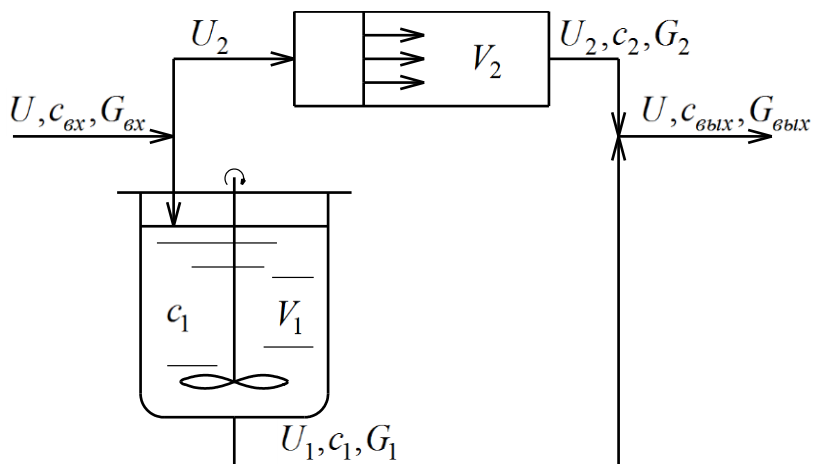 U₂
V₂
U₂,c₂,G₂
U,cвх,Gвх
U,cвых,Gвых
c₁
V₁
U₁,c₁,G₁